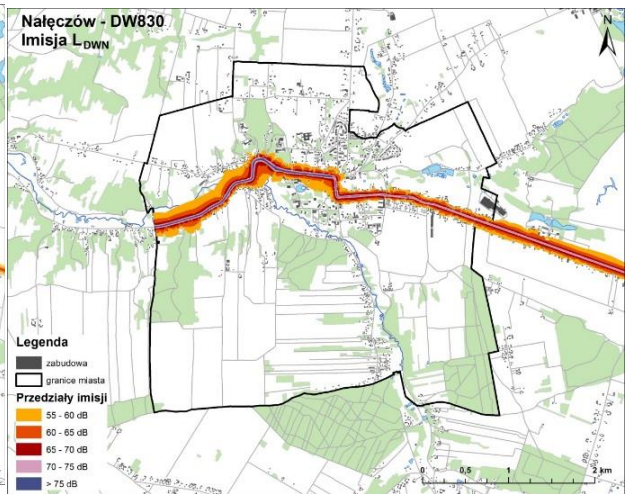 Nałęczów - DW830
Imisja LDWN
N
Legenda
zabudowa
granice miasta
Przedziały imisji
55 - 60 dB
60 - 65 dB
65 - 70 dB
70 - 75 dB
> 75 dB
0 0,5 1 2 km